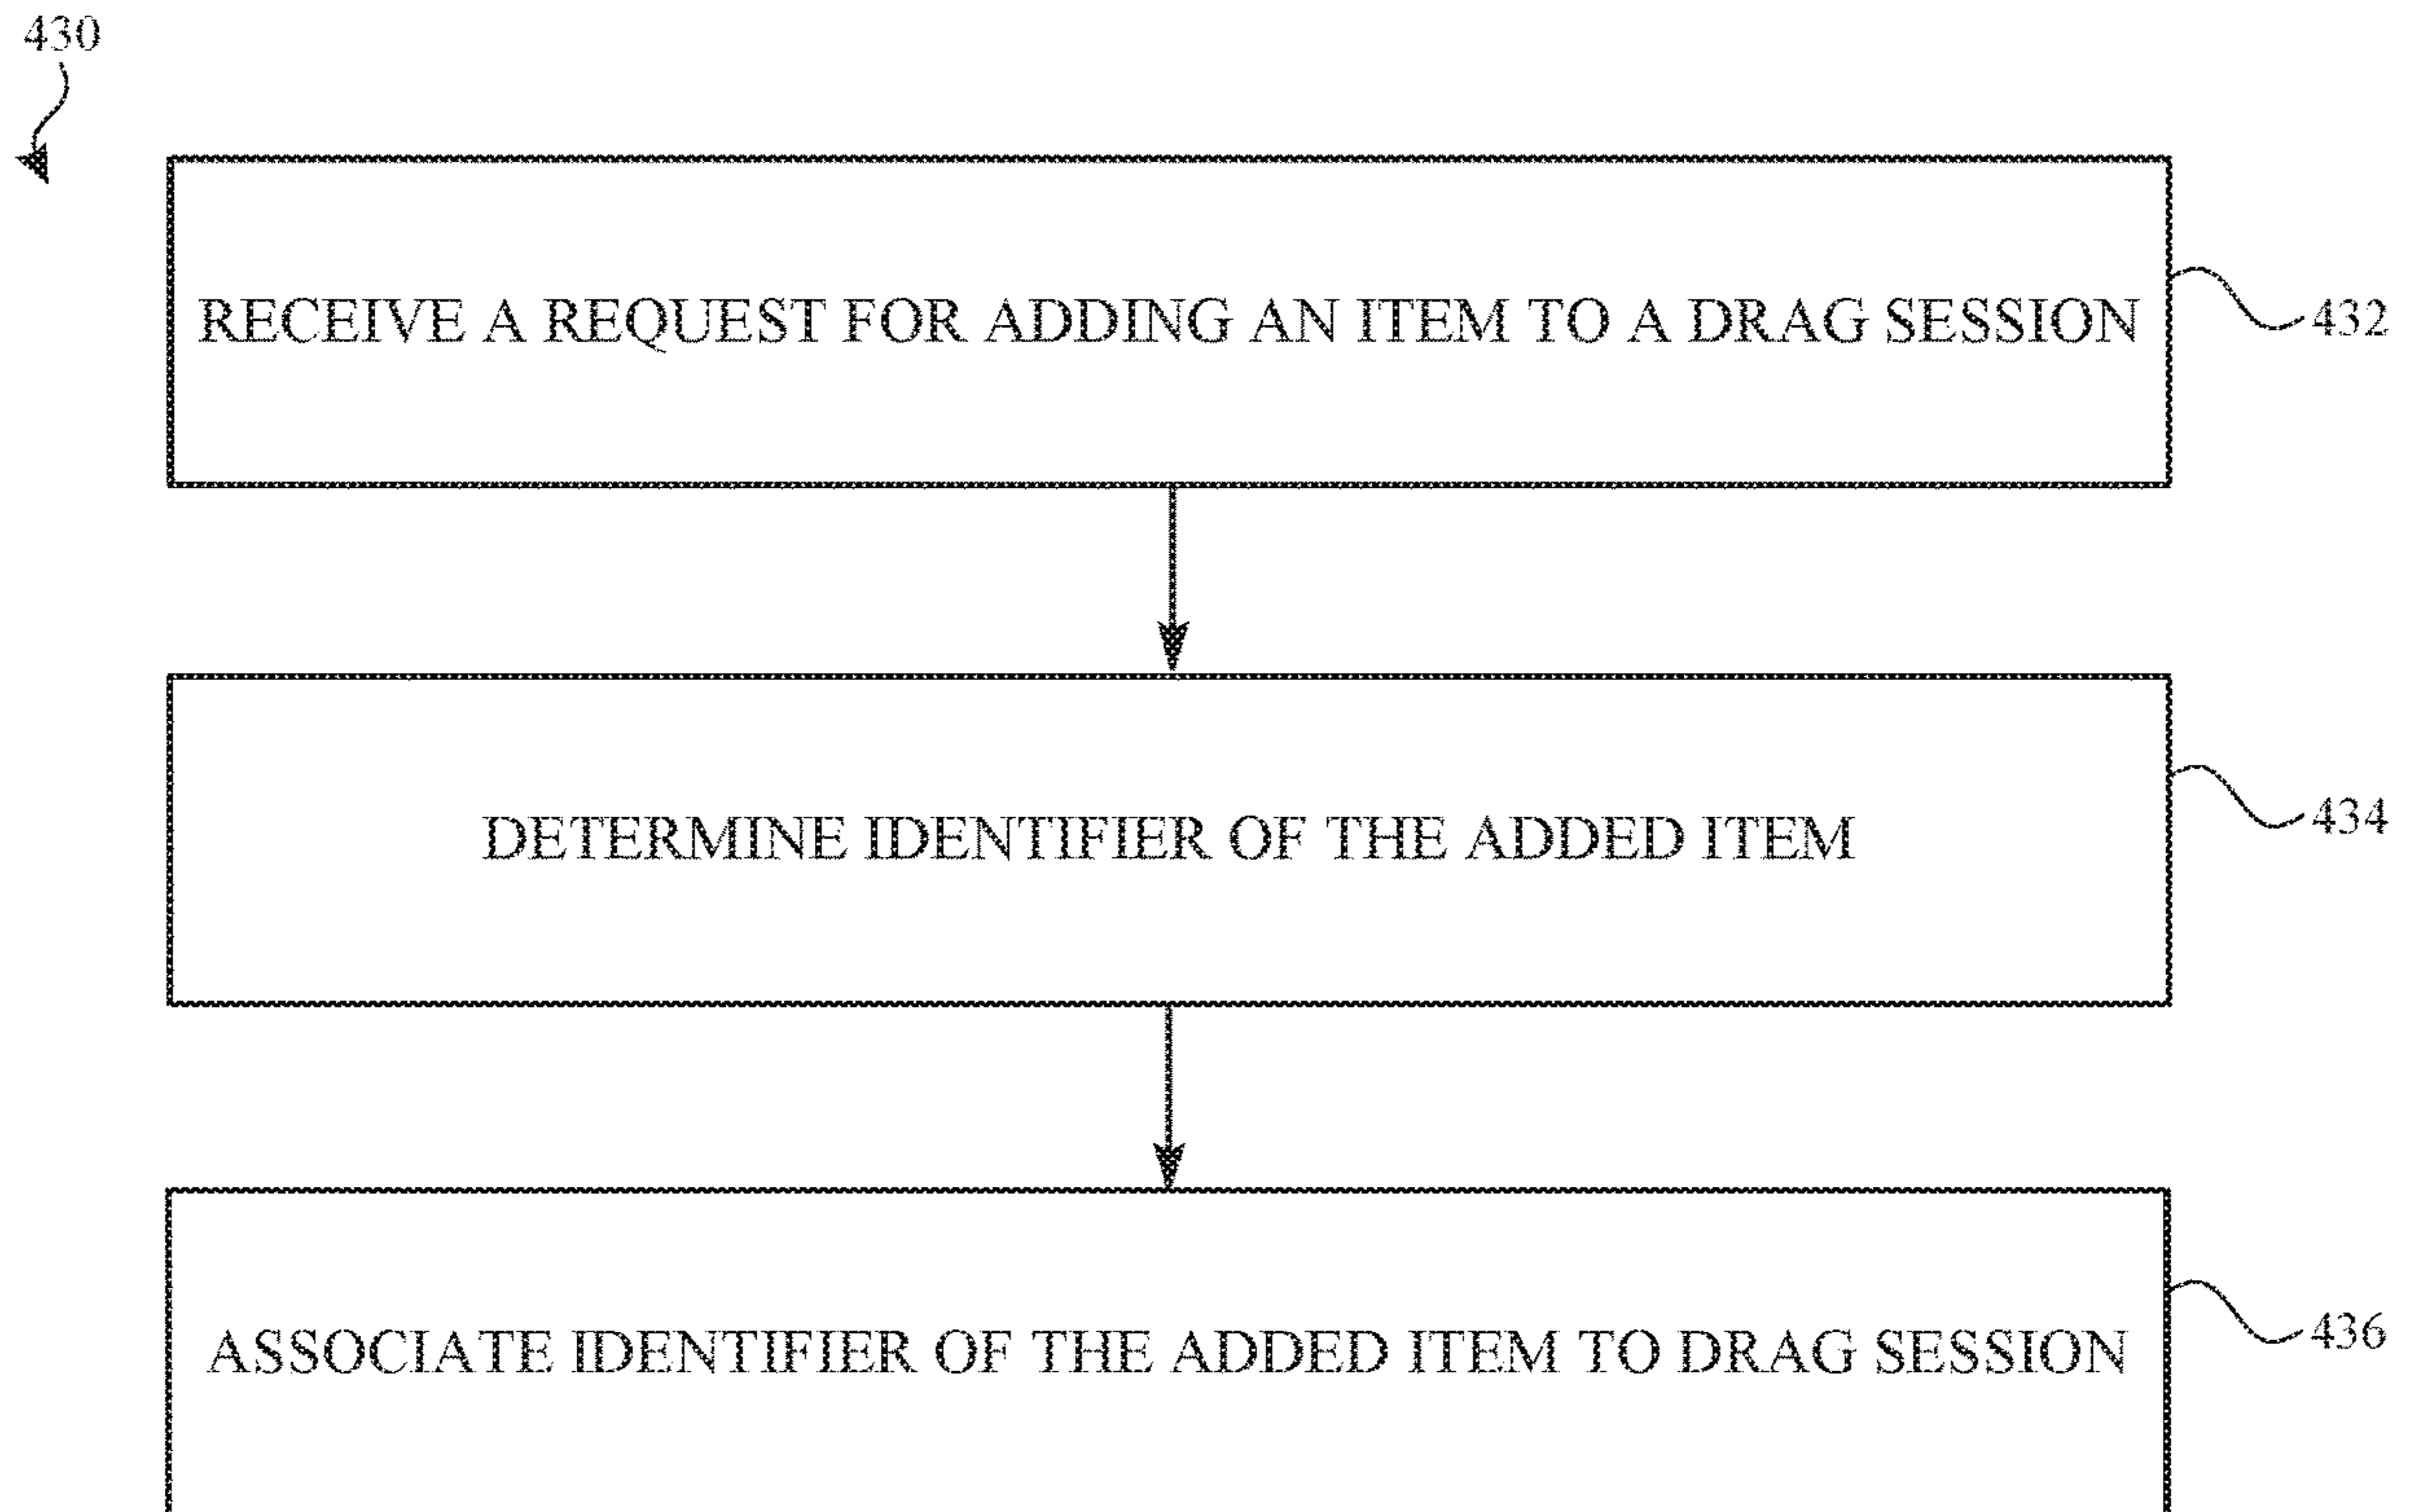 430
RECEIVE A REQUEST FOR ADDING AN ITEM TO A DRAG SESSION
432
DETERMINE IDENTIFIER OF THE ADDED ITEM
434
ASSOCIATE IDENTIFIER OF THE ADDED ITEM TO DRAG SESSION
436